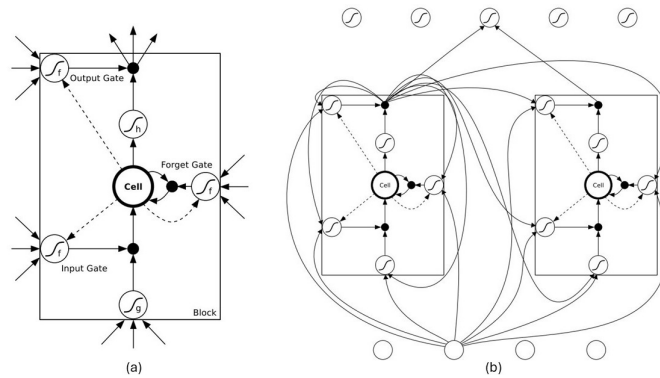 f
Output Gate
h
Forget Gate
Cell
f
f
Input Gate
g
Block
(a)
Cell
Cell
(b)